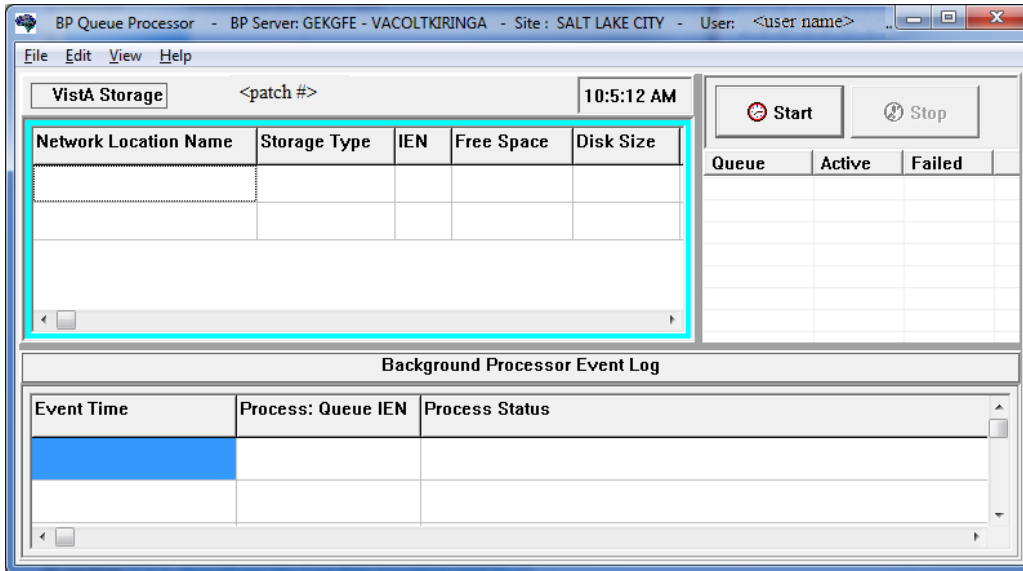 BP Queue Processor - BP Server: GEKGFE - VACOLTKIRINGA - Site : SALT LAKE CITY - User: <user name> ..
File Edit View Help
VistA Storage <patch #> 10:5:12 AM
Start Stop
Network Location Name Storage Type IEN Free Space Disk Size
Queue Active Failed
Background Processor Event Log
Event Time Process: Queue IEN Process Status